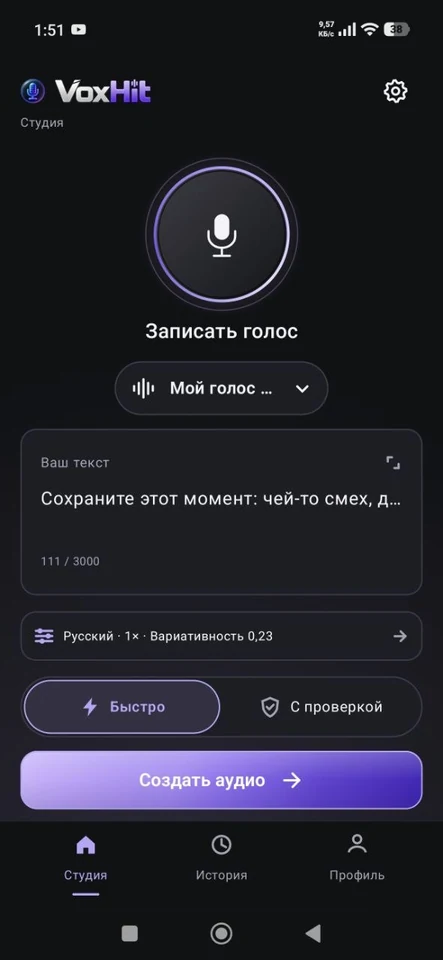 1:51
9,57
КБ/с
38
VoxHit
Студия
Записать голос
Мой голос ...
Ваш текст
Сохраните этот момент: чей-то смех, д...
111 / 3000
Русский · 1× · Вариативность 0,23
Быстро
С проверкой
Создать аудио
Студия
История
Профиль